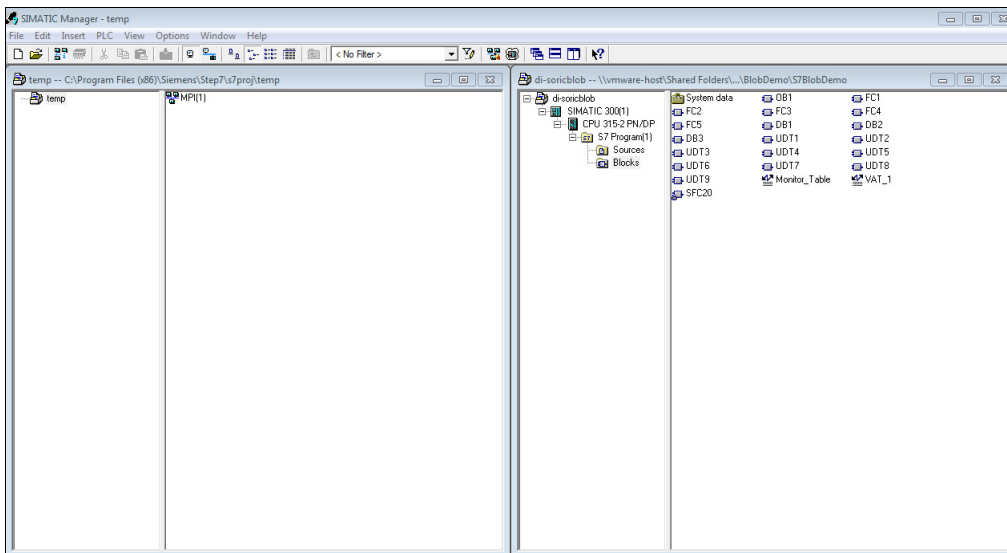 SIMATIC Manager - temp
File Edit Insert PLC View Options Window Help
< No Filter >
temp -- C:\Program Files (x86)\Siemens\Step7\s7proj\temp
temp
MPI(1)
di-soricblob -- \\vmware-host\Shared Folders\...\BlobDemo\S7BlobDemo
di-soricblob
SIMATIC 300(1)
CPU 315-2 PN/DP
S7 Program(1)
Sources
Blocks
System data OB1 FC1
FC2 FC3 FC4
FC5 DB1 DB2
DB3 UDT1 UDT2
UDT3 UDT4 UDT5
UDT6 UDT7 UDT8
UDT9 Monitor_Table VAT_1
SFC20